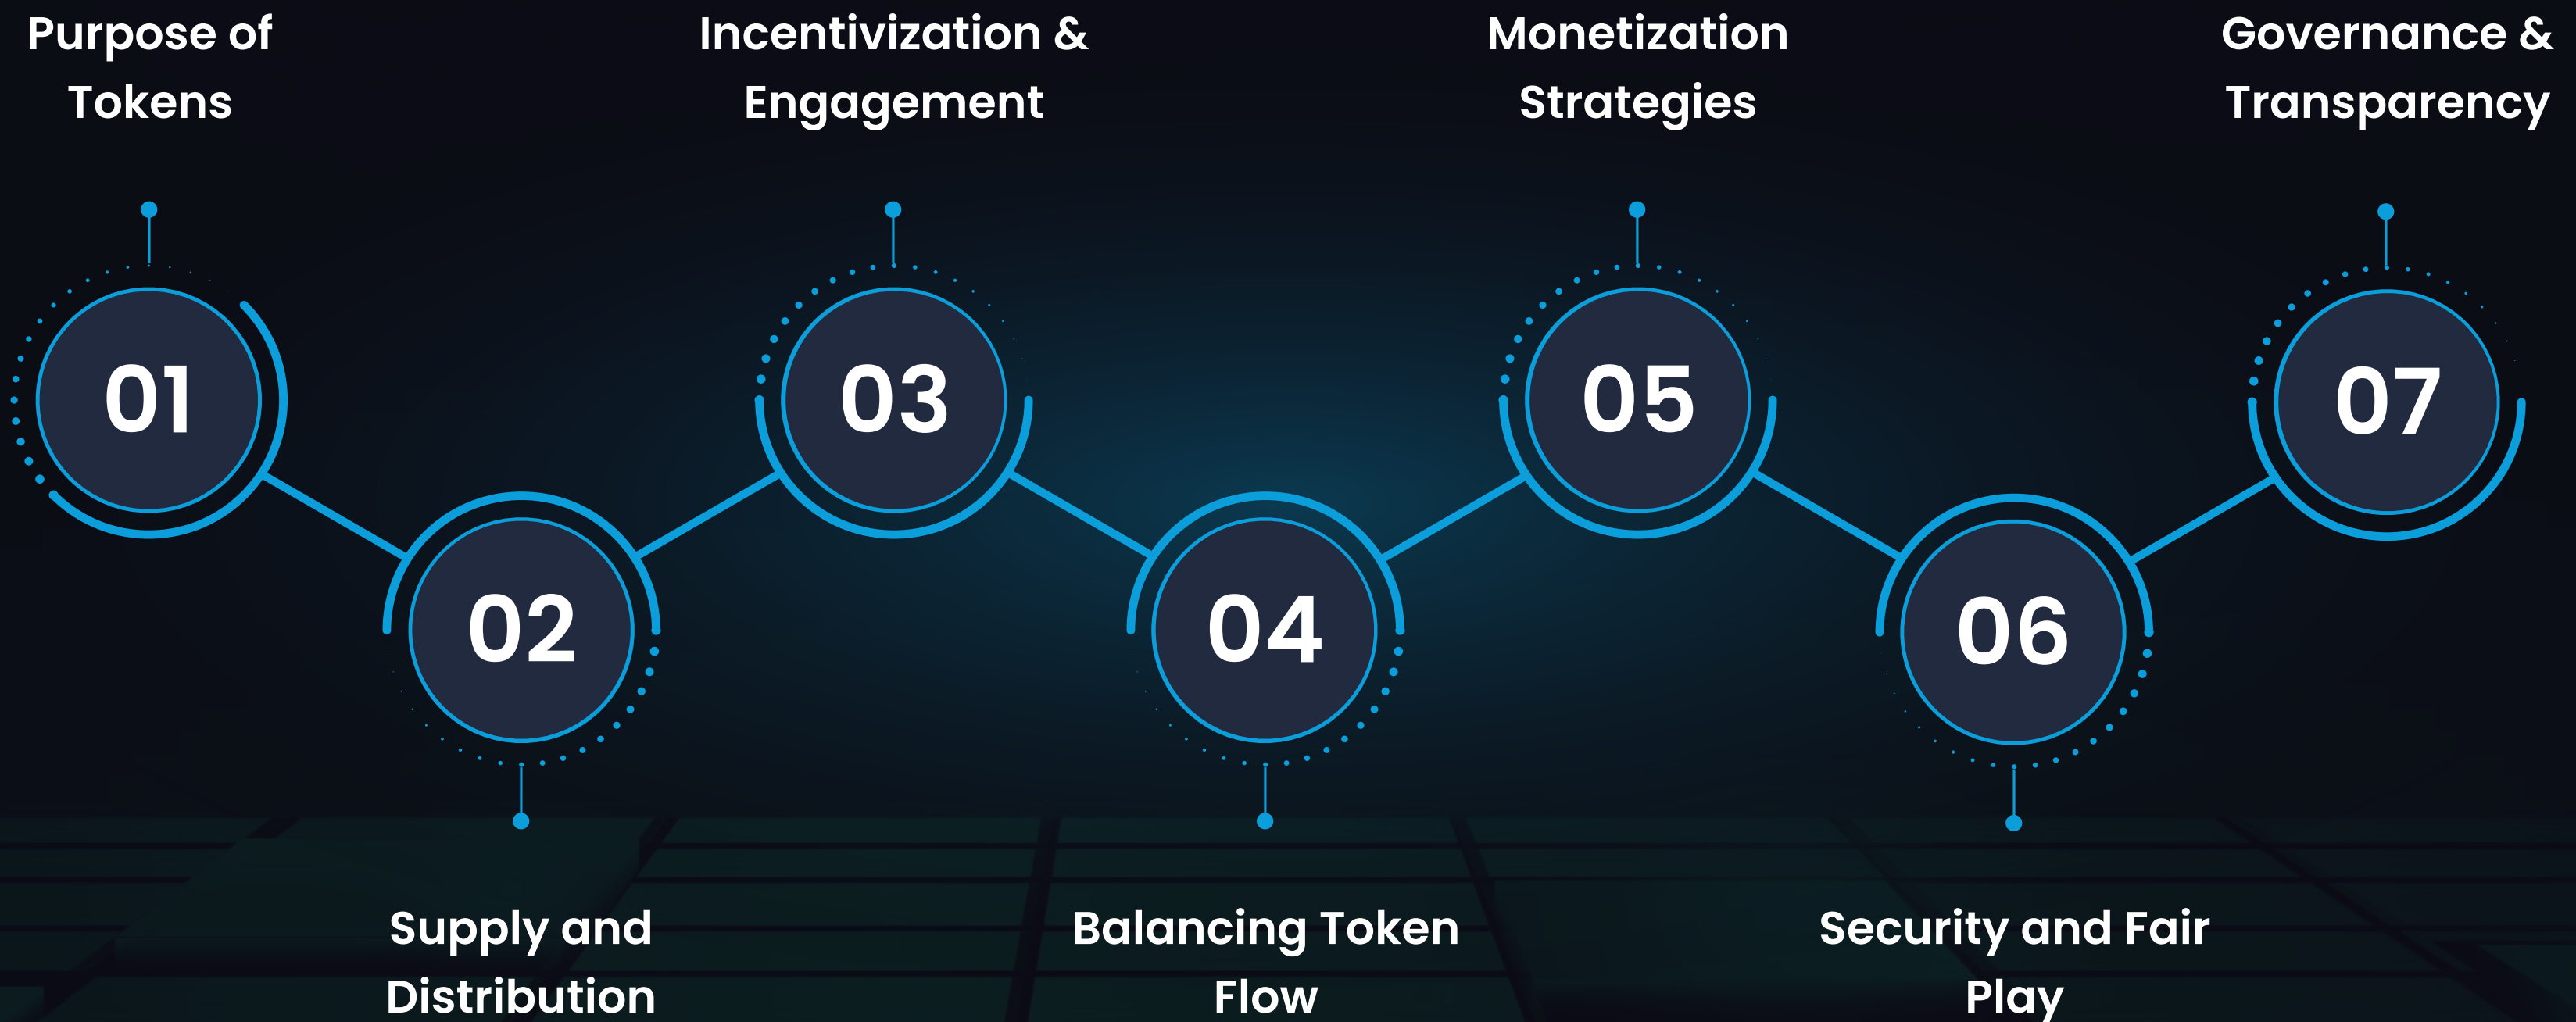 Purpose of
Tokens
Incentivization &
Engagement
Monetization
Strategies
Governance &
Transparency
01
03
05
07
02
04
06
Supply and
Distribution
Balancing Token
Flow
Security and Fair
Play